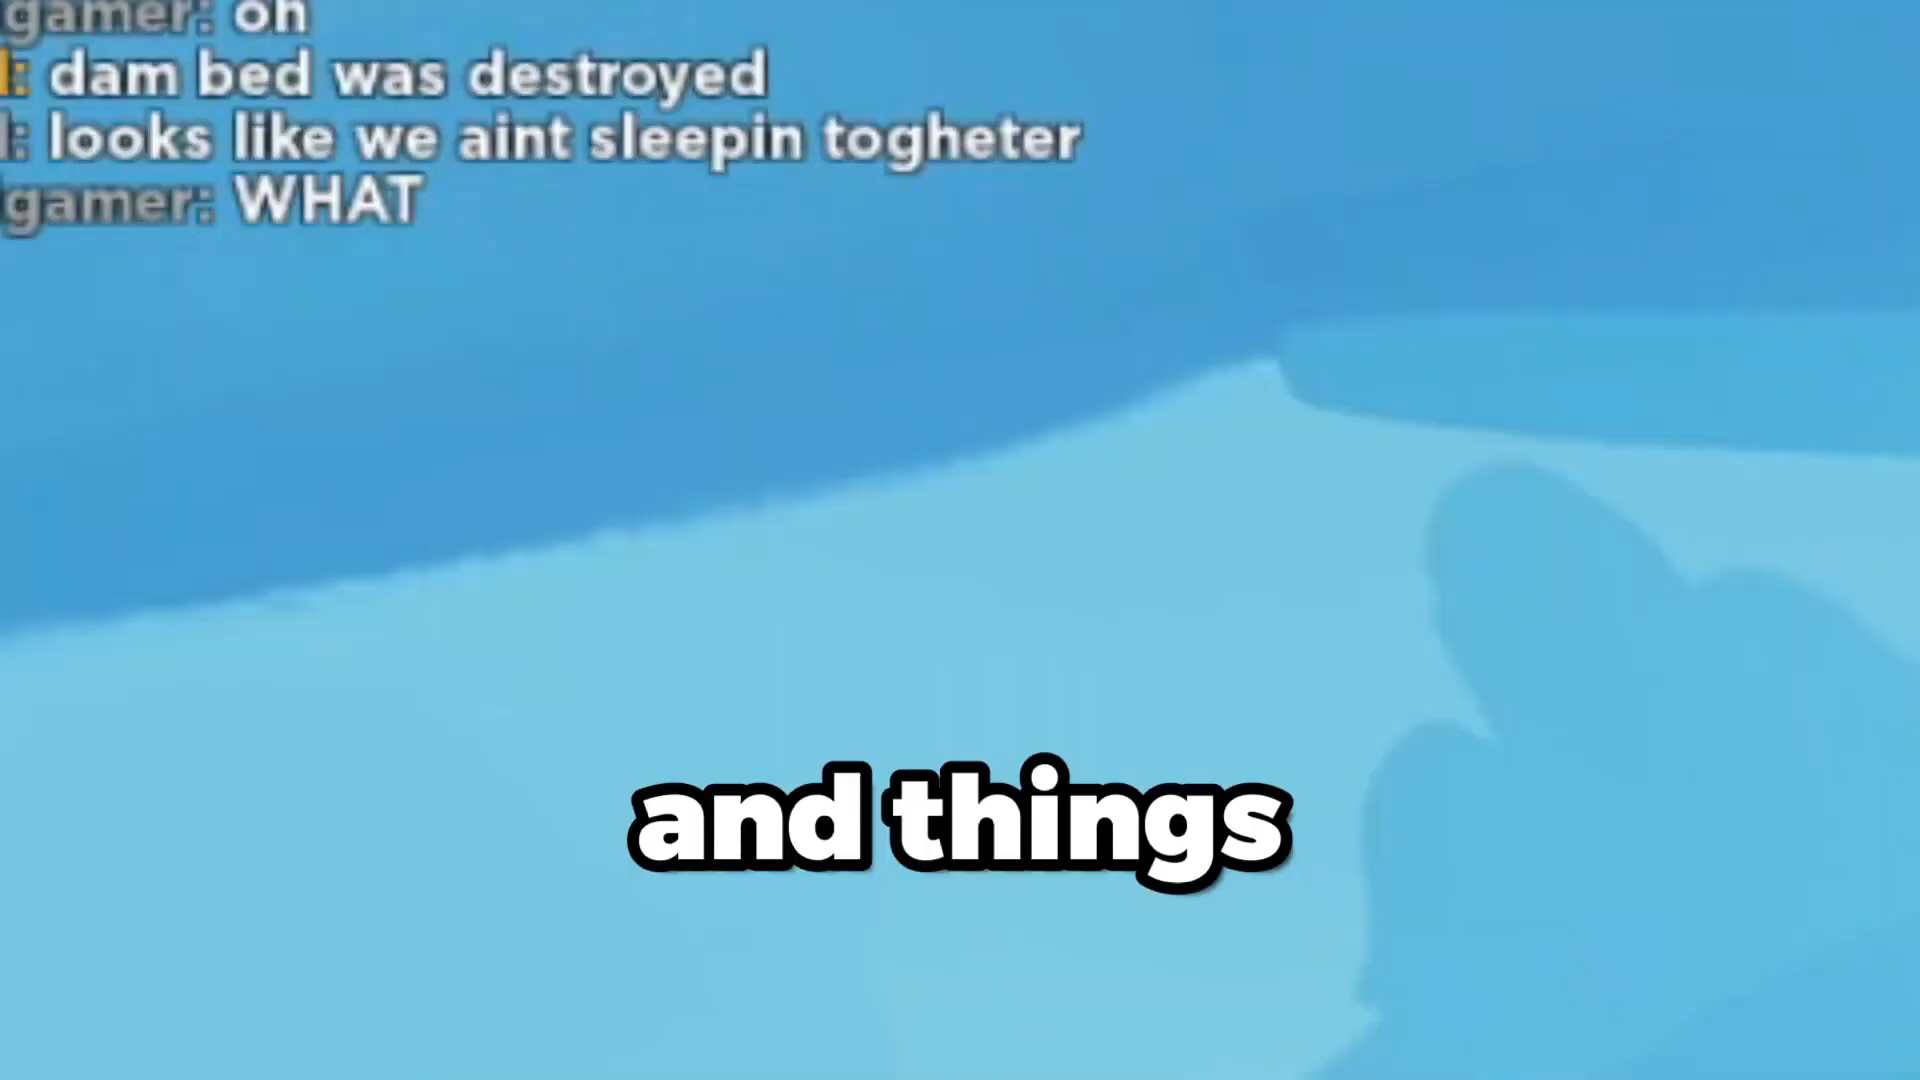 gamer: oh
: dam bed was destroyed
: looks like we aint sleepin togheter
gamer: WHAT
and things